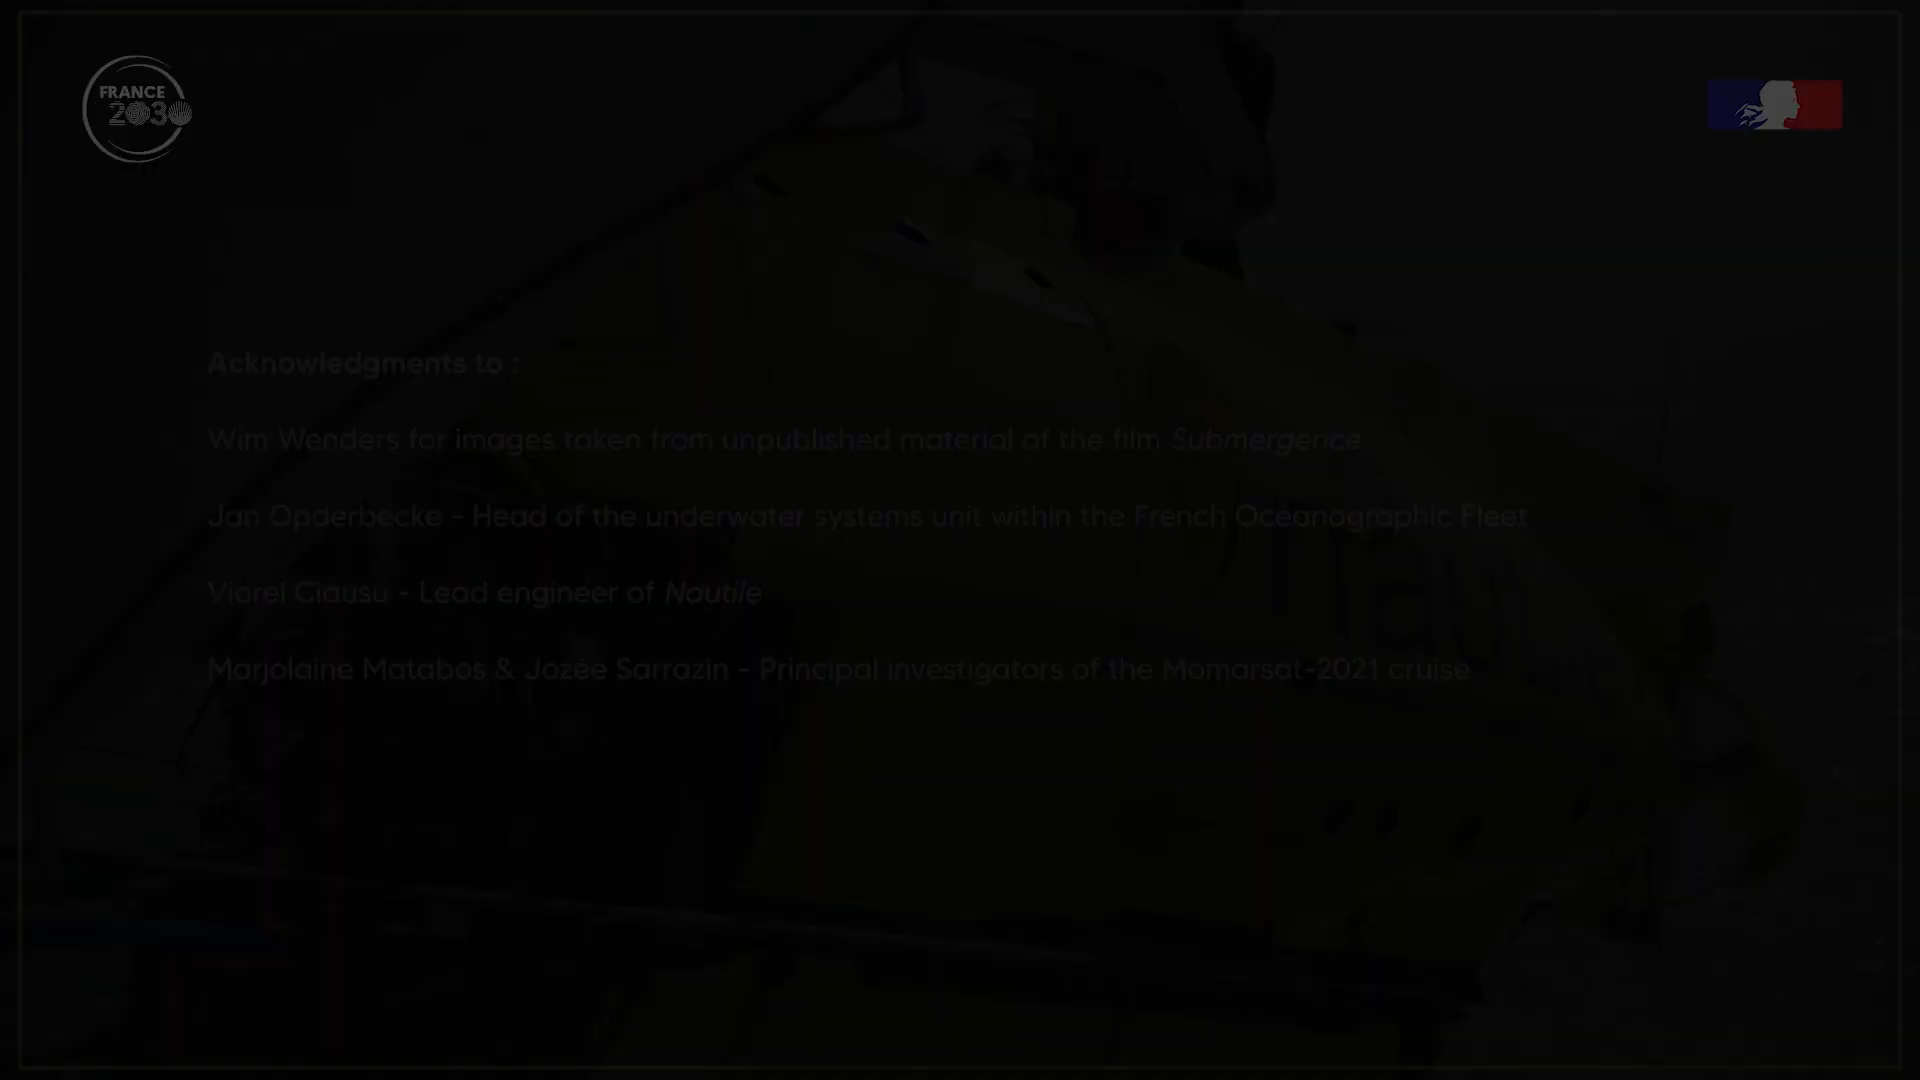 FRANCE
2030
Acknowledgments to :
Wim Wenders for images taken from unpublished material of the film Submergence
Jan Opderbecke - Head of the underwater systems unit within the French Oceanographic Fleet
Viorel Ciausu - Lead engineer of Nautile
Marjolaine Matabos & Jozée Sarrazin - Principal investigators of the Momarsat-2021 cruise